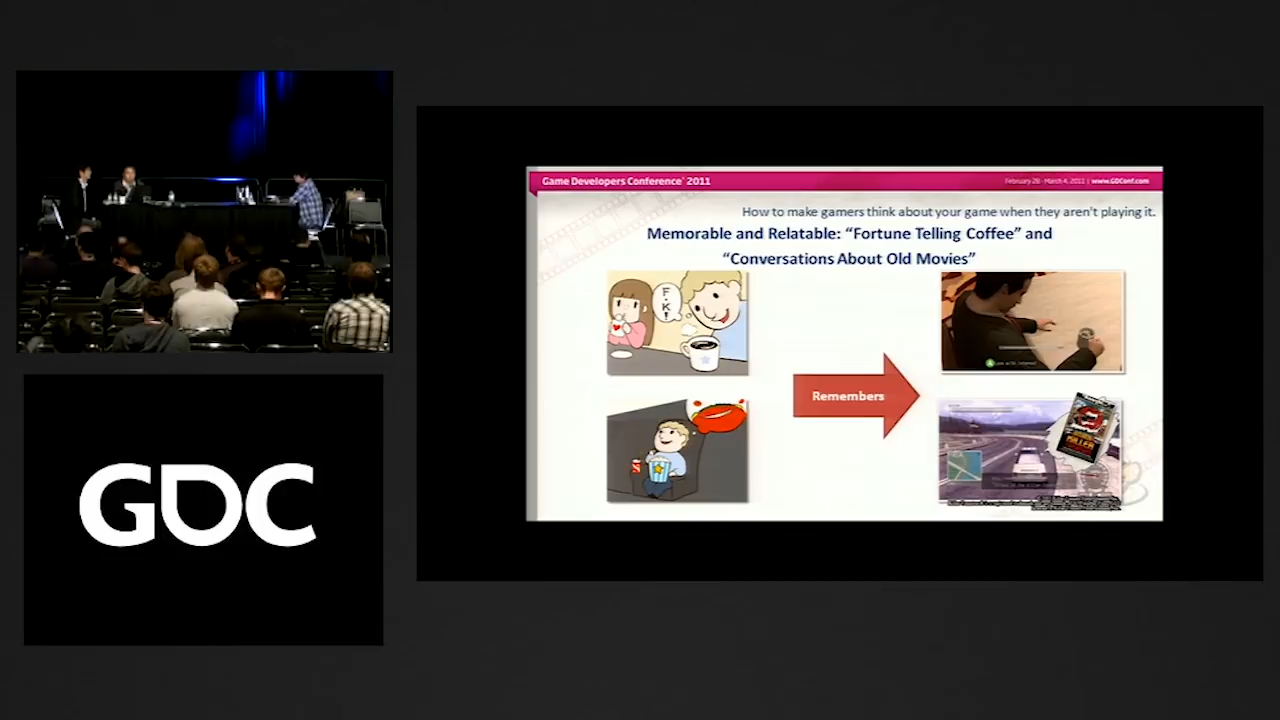 Game Developers Conference® 2011
February 28 - March 4, 2011 | www.GDConf.com
How to make gamers think about your game when they aren't playing it.
Memorable and Relatable: “Fortune Telling Coffee” and
“Conversations About Old Movies”
F.K!
Remembers
KILLER
GDC